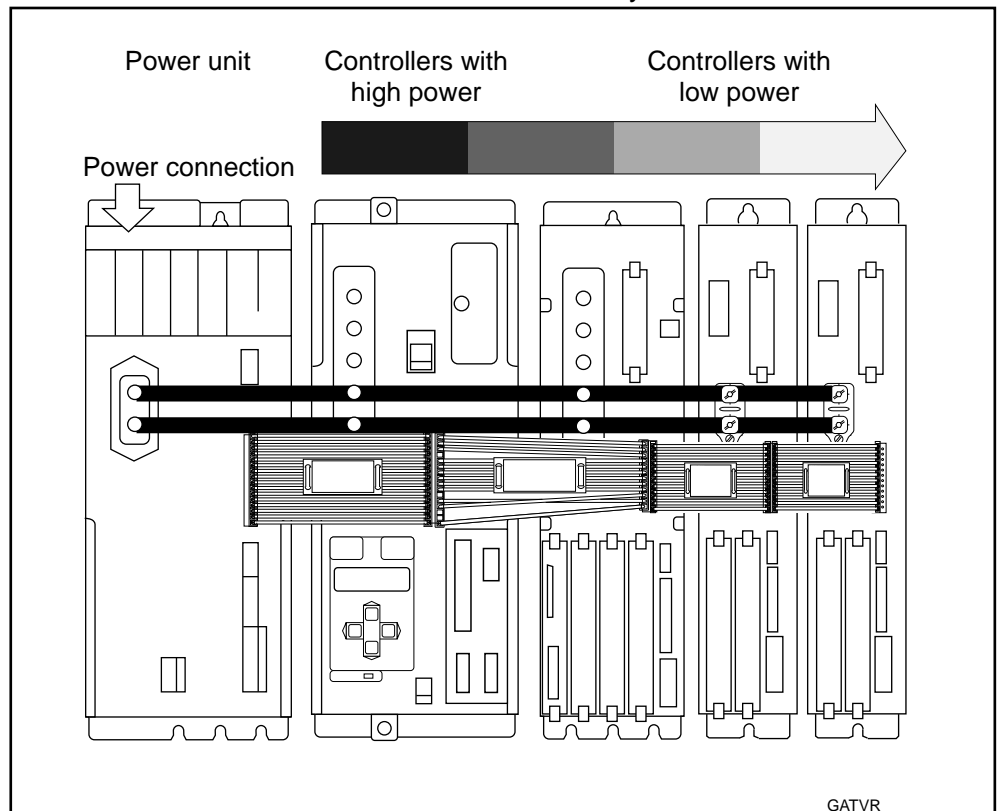 Power unit
Controllers with
high power
Controllers with
low power
Power connection
GATVR